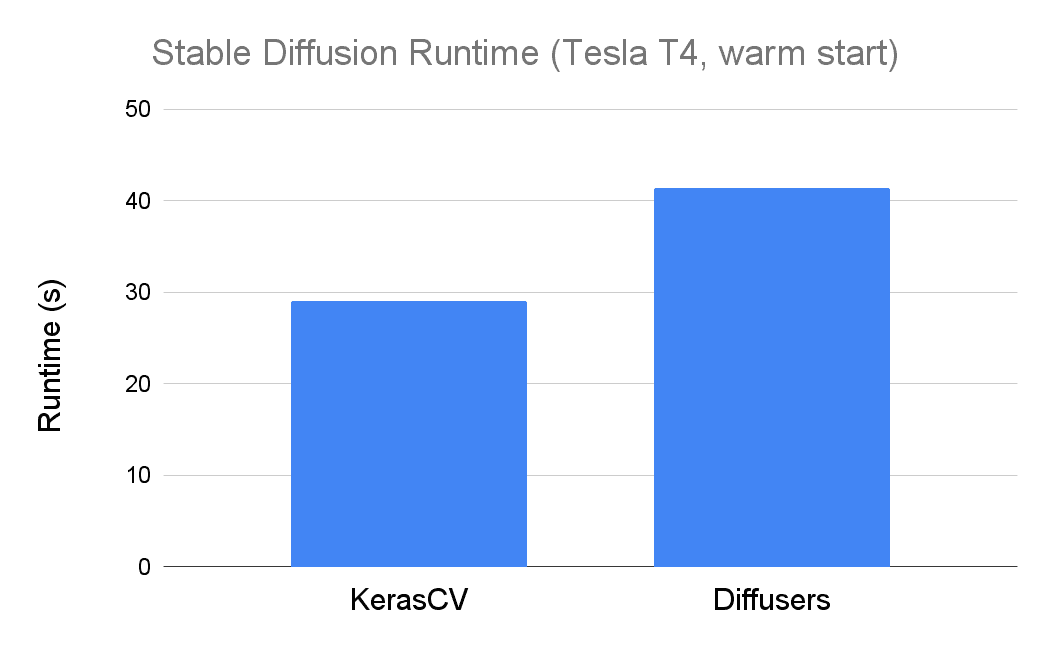 Stable Diffusion Runtime (Tesla T4, warm start)
50
40
30
20
10
0
Runtime (s)
KerasCV
Diffusers